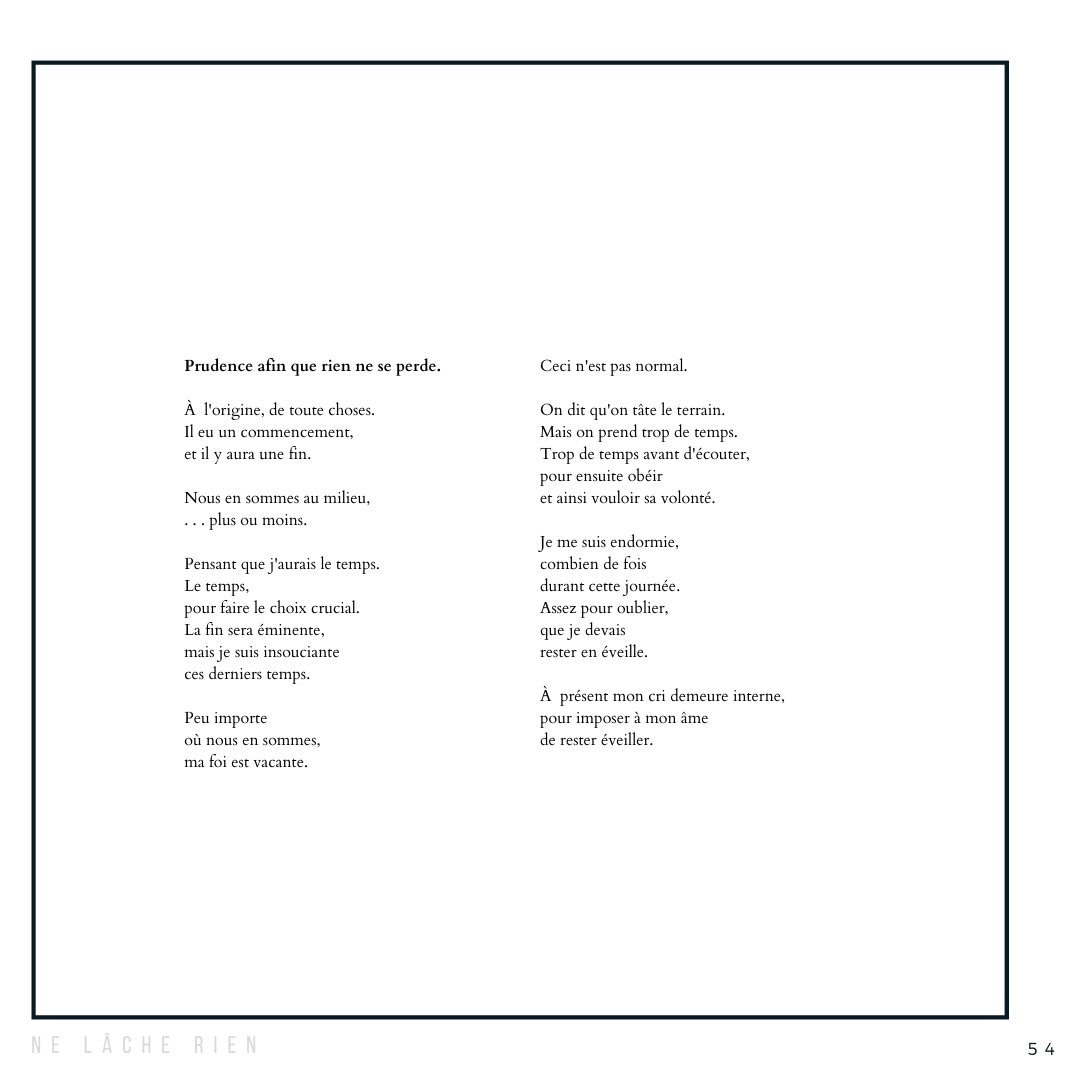 Prudence afin que rien ne se perde.
À l'origine, de toute choses.
Il eu un commencement,
et il y aura une fin.
Nous en sommes au milieu,
. . . plus ou moins.
Pensant que j'aurais le temps.
Le temps,
pour faire le choix crucial.
La fin sera éminente,
mais je suis insouciante
ces derniers temps.
Peu importe
où nous en sommes,
ma foi est vacante.
Ceci n'est pas normal.
On dit qu'on tâte le terrain.
Mais on prend trop de temps.
Trop de temps avant d'écouter,
pour ensuite obéir
et ainsi vouloir sa volonté.
Je me suis endormie,
combien de fois
durant cette journée.
Assez pour oublier,
que je devais
rester en éveille.
À présent mon cri demeure interne,
pour imposer à mon âme
de rester éveiller.
NE LÂCHE RIEN
54